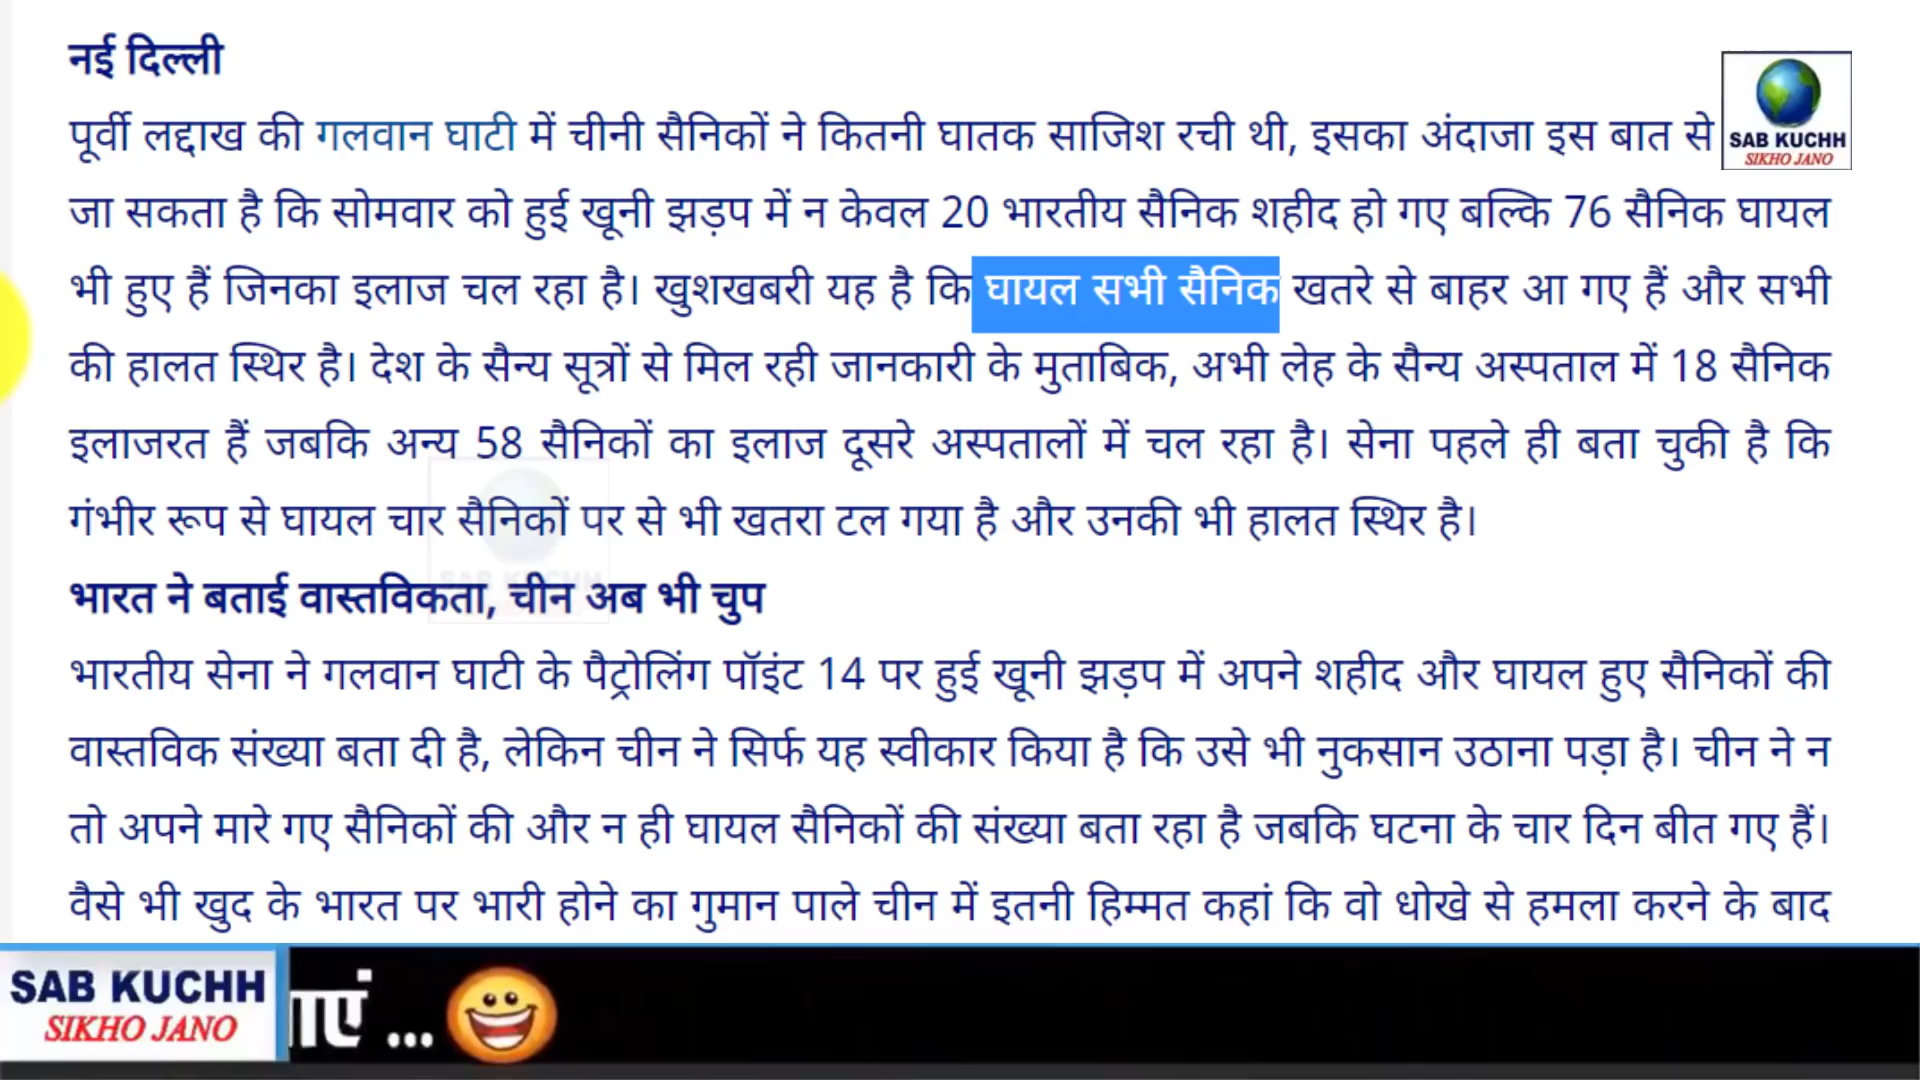 नई दिल्ली
पूर्वी लद्दाख की गलवान घाटी में चीनी सैनिकों ने कितनी घातक साजिश रची थी, इसका अंदाजा इस बात से
SAB KUCHH
SIKHO JANO
जा सकता है कि सोमवार को हुई खूनी झड़प में न केवल 20 भारतीय सैनिक शहीद हो गए बल्कि 76 सैनिक घायल
भी हुए हैं जिनका इलाज चल रहा है। खुशखबरी यह है कि घायल सभी सैनिक खतरे से बाहर आ गए हैं और सभी
की हालत स्थिर है। देश के सैन्य सूत्रों से मिल रही जानकारी के मुताबिक, अभी लेह के सैन्य अस्पताल में 18 सैनिक
इलाजरत हैं जबकि अन्य 58 सैनिकों का इलाज दूसरे अस्पतालों में चल रहा है। सेना पहले ही बता चुकी है कि
गंभीर रूप से घायल चार सैनिकों पर से भी खतरा टल गया है और उनकी भी हालत स्थिर है।
SAB KUCHH
भारत ने बताई वास्तविकता, चीन अब भी चुप
भारतीय सेना ने गलवान घाटी के पैट्रोलिंग पॉइंट 14 पर हुई खूनी झड़प में अपने शहीद और घायल हुए सैनिकों की
वास्तविक संख्या बता दी है, लेकिन चीन ने सिर्फ यह स्वीकार किया है कि उसे भी नुकसान उठाना पड़ा है। चीन ने न
तो अपने मारे गए सैनिकों की और न ही घायल सैनिकों की संख्या बता रहा है जबकि घटना के चार दिन बीत गए हैं।
वैसे भी खुद के भारत पर भारी होने का गुमान पाले चीन में इतनी हिम्मत कहां कि वो धोखे से हमला करने के बाद
SAB KUCHH
SIKHO JANO
...